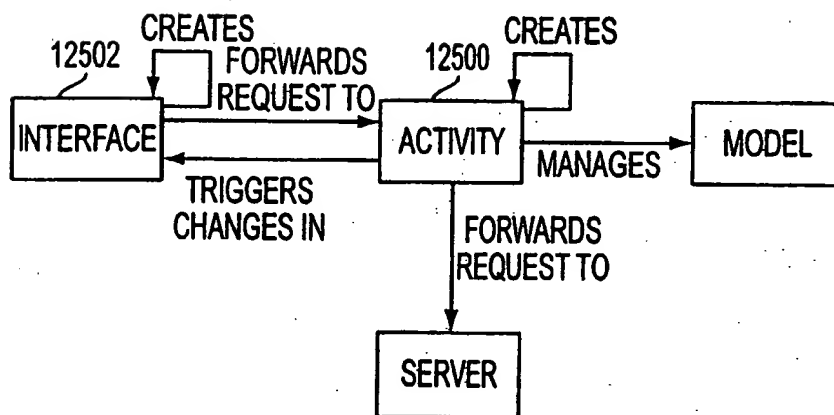 CREATES
12502
FORWARDS
REQUEST TO
INTERFACE
TRIGGERS
CHANGES IN
CREATES
12500
ACTIVITY
MANAGES
MODEL
FORWARDS
REQUEST TO
SERVER